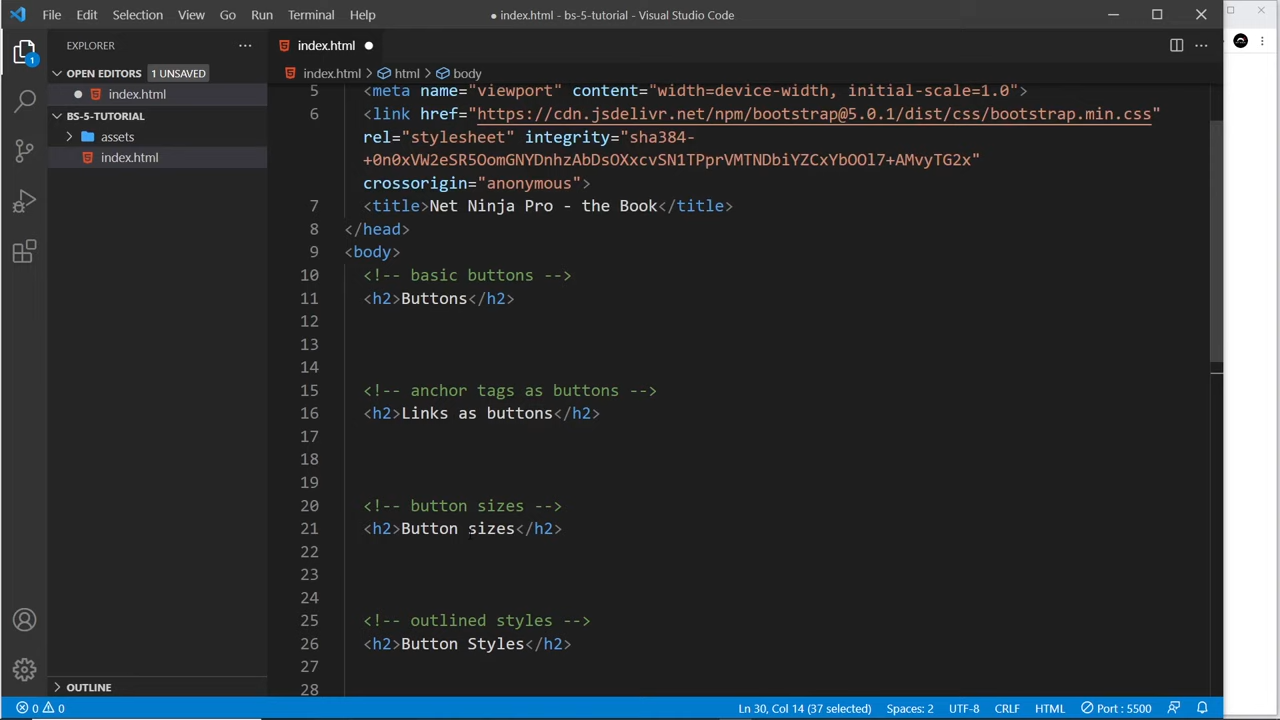 File Edit Selection View Go Run Terminal Help
● index.html - bs-5-tutorial - Visual Studio Code
EXPLORER
OPEN EDITORS 1 UNSAVED
index.html
BS-5-TUTORIAL
assets
index.html
OUTLINE
1
index.html
index.html > html > body
5 <meta name="viewport" content="width=device-width, initial-scale=1.0">
6 <link href="https://cdn.jsdelivr.net/npm/bootstrap@5.0.1/dist/css/bootstrap.min.css"
rel="stylesheet" integrity="sha384-
+0n0xVW2eSR5OomGNYDnhzAbDsOXxcvSN1TPprVMTNDbiYZCxYbOOl7+AMvyTG2x"
crossorigin="anonymous">
7 <title>Net Ninja Pro - the Book</title>
8 </head>
9 <body>
10 <!-- basic buttons -->
11 <h2>Buttons</h2>
12
13
14
15 <!-- anchor tags as buttons -->
16 <h2>Links as buttons</h2>
17
18
19
20 <!-- button sizes -->
21 <h2>Button sizes</h2>
22
23
24
25 <!-- outlined styles -->
26 <h2>Button Styles</h2>
27
28
0 0 Ln 30, Col 14 (37 selected) Spaces: 2 UTF-8 CRLF HTML Port : 5500